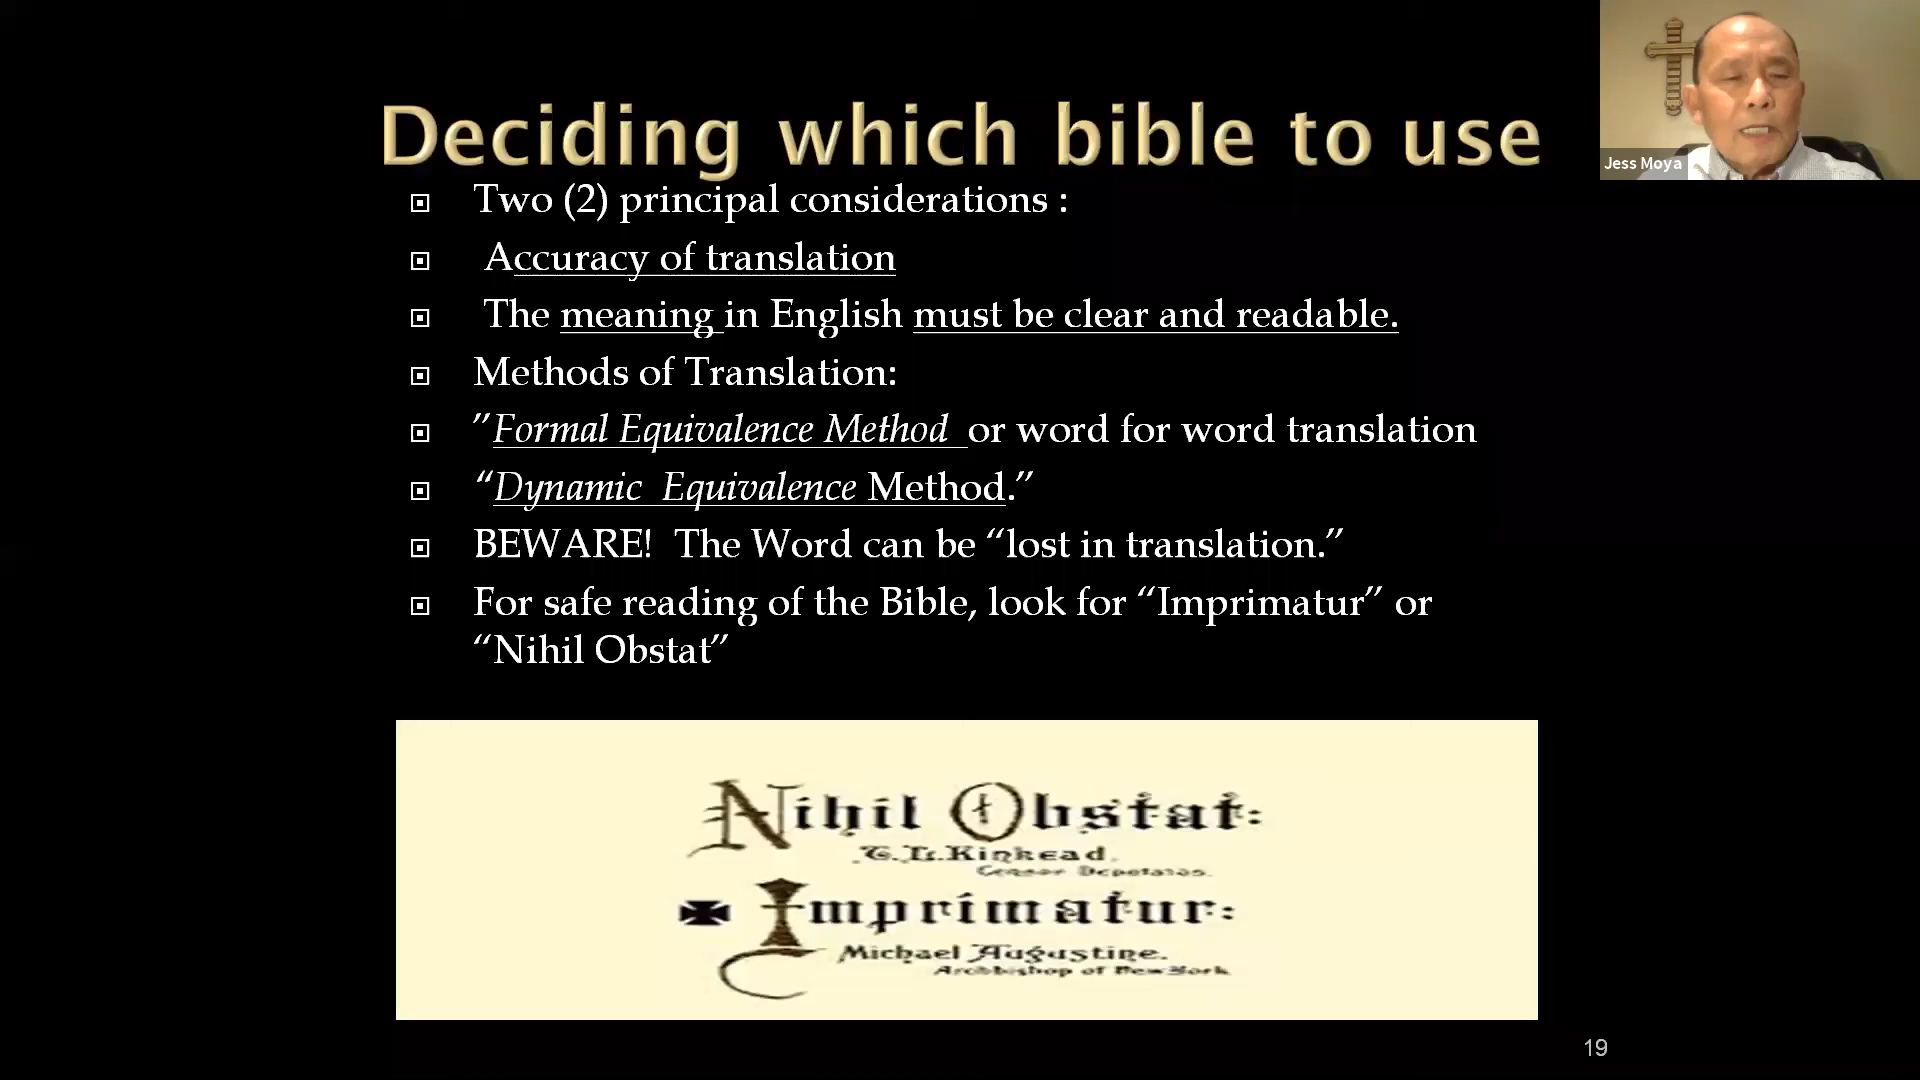 Deciding which bible to use
Two (2) principal considerations :
Accuracy of translation
The meaning in English must be clear and readable.
Methods of Translation:
”Formal Equivalence Method or word for word translation
“Dynamic Equivalence Method.”
BEWARE! The Word can be “lost in translation.”
For safe reading of the Bible, look for “Imprimatur” or
“Nihil Obstat”
Nihil Obstat:
T. L. Kinkead,
Censor
Imprimatur:
Michael Augustine.
Archbishop of New York
19
Jess Moya